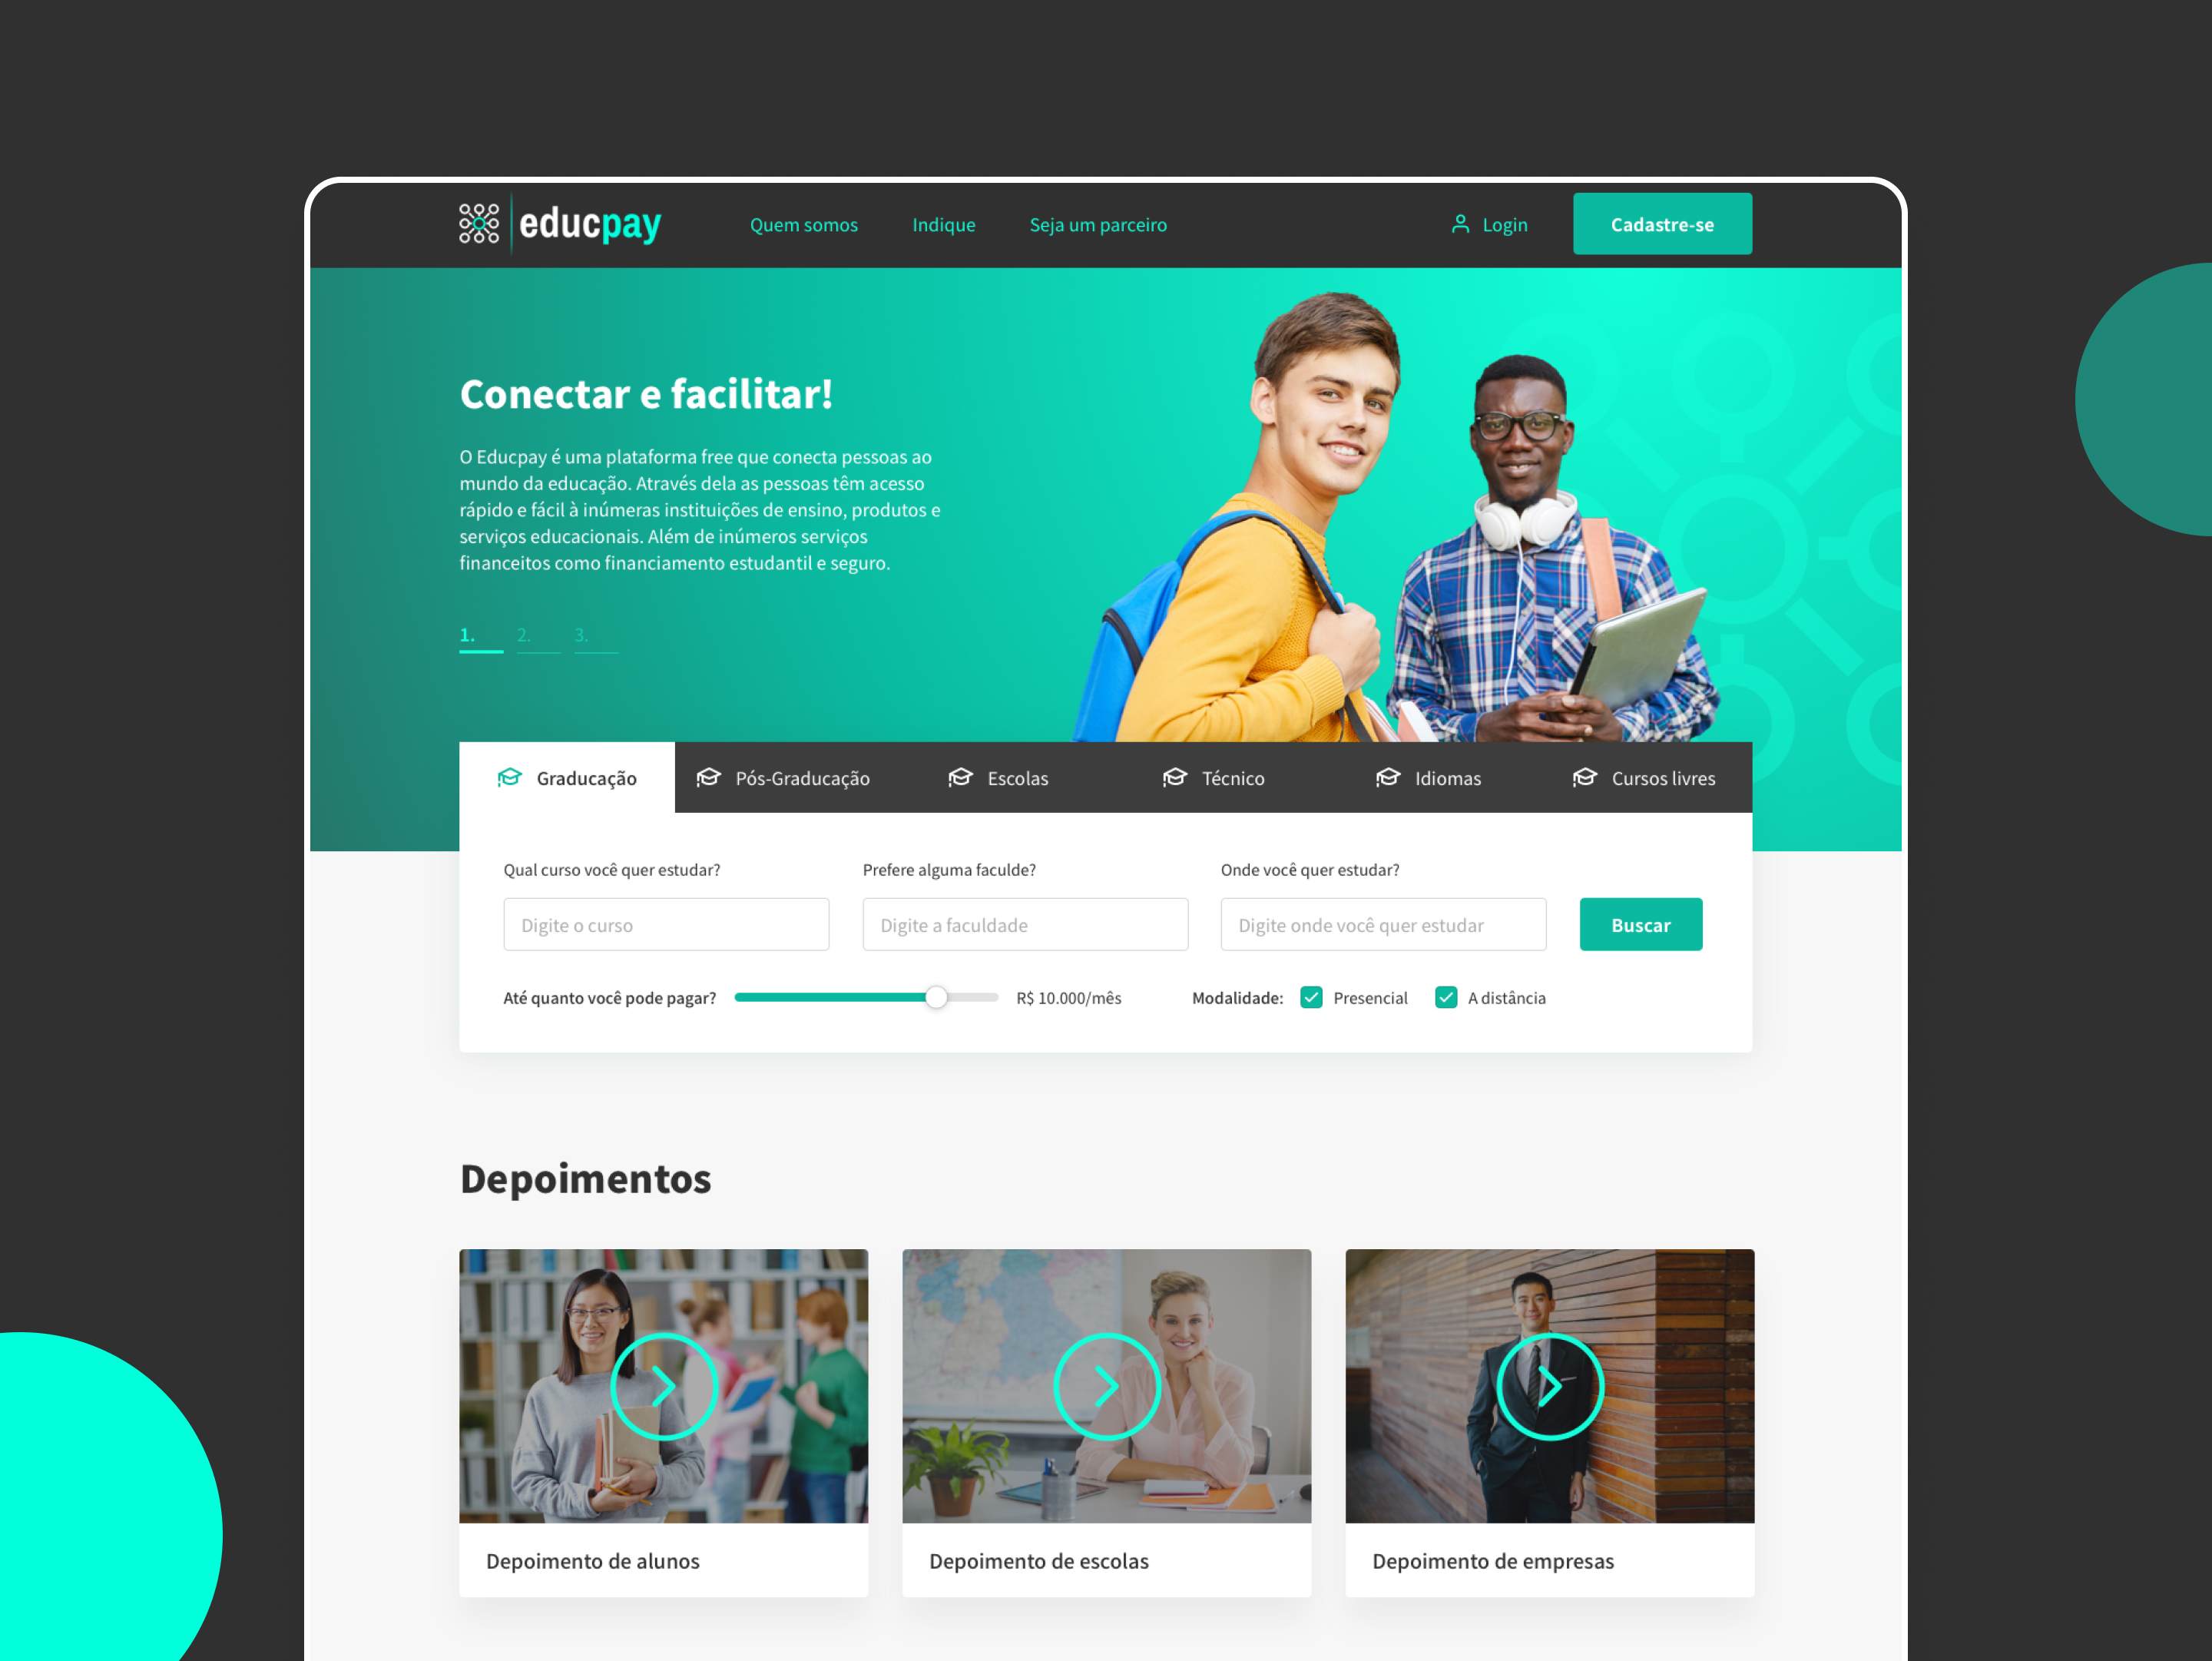 educpay
Quem somos
Indique
Seja um parceiro
Login
Cadastre-se
Conectar e facilitar!
O Educpay é uma plataforma free que conecta pessoas ao
mundo da educação. Através dela as pessoas têm acesso
rápido e fácil à inúmeras instituições de ensino, produtos e
serviços educacionais. Além de inúmeros serviços
financeitos como financiamento estudantil e seguro.
1. 2. 3.
Graducação
Pós-Graducação
Escolas
Técnico
Idiomas
Cursos livres
Qual curso você quer estudar?
Prefere alguma faculde?
Onde você quer estudar?
Digite o curso
Digite a faculdade
Digite onde você quer estudar
Buscar
Até quanto você pode pagar?
R$ 10.000/mês
Modalidade:
Presencial
A distância
Depoimentos
Depoimento de alunos
Depoimento de escolas
Depoimento de empresas